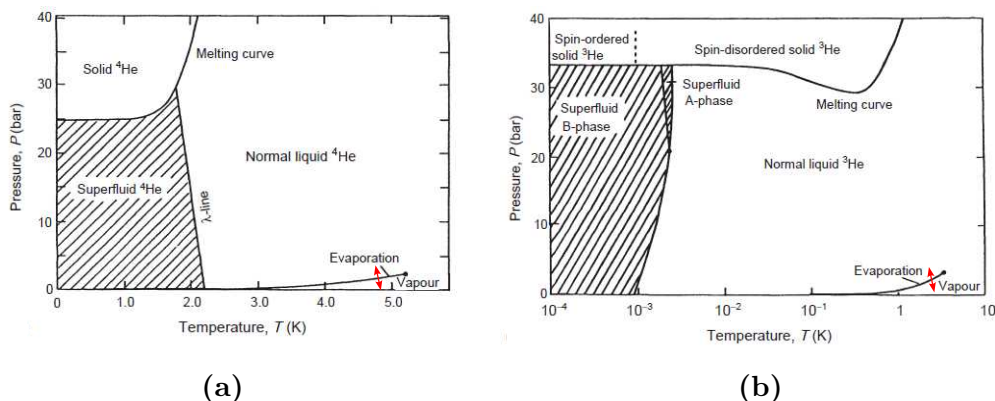 40
30
20
10
0
Pressure, P (bar)
Solid ⁴He
Melting curve
Superfluid ⁴He
λ-line
Normal liquid ⁴He
Evaporation
Vapour
0
1.0
2.0
3.0
4.0
5.0
Temperature, T (K)
(a)
40
30
20
10
0
Pressure, P (bar)
Spin-ordered
solid ³He
Spin-disordered solid ³He
Superfluid
A-phase
Superfluid
B-phase
Melting curve
Normal liquid ³He
Evaporation
Vapour
10⁻⁴
10⁻³
10⁻²
10⁻¹
1
10
Temperature, T (K)
(b)